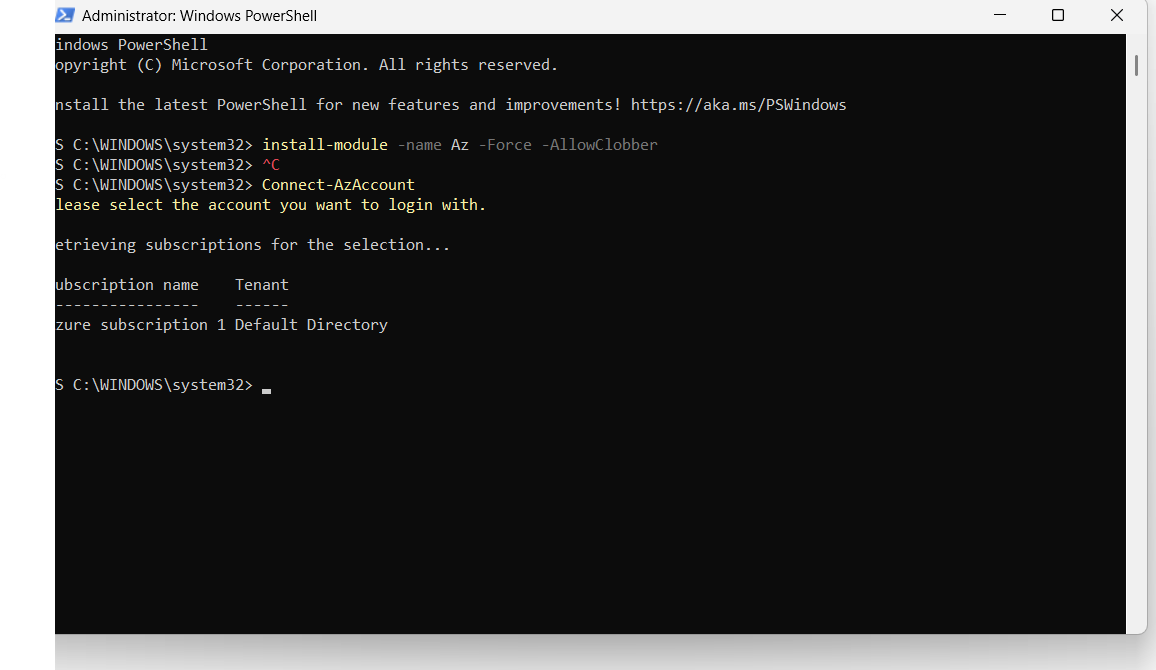 Administrator: Windows PowerShell
indows PowerShell
opyright (C) Microsoft Corporation. All rights reserved.
nstall the latest PowerShell for new features and improvements! https://aka.ms/PSWindows
S C:\WINDOWS\system32> install-module -name Az -Force -AllowClobber
S C:\WINDOWS\system32> ^C
S C:\WINDOWS\system32> Connect-AzAccount
lease select the account you want to login with.
etrieving subscriptions for the selection...
ubscription name    Tenant
----------------    ------
zure subscription 1 Default Directory
S C:\WINDOWS\system32>